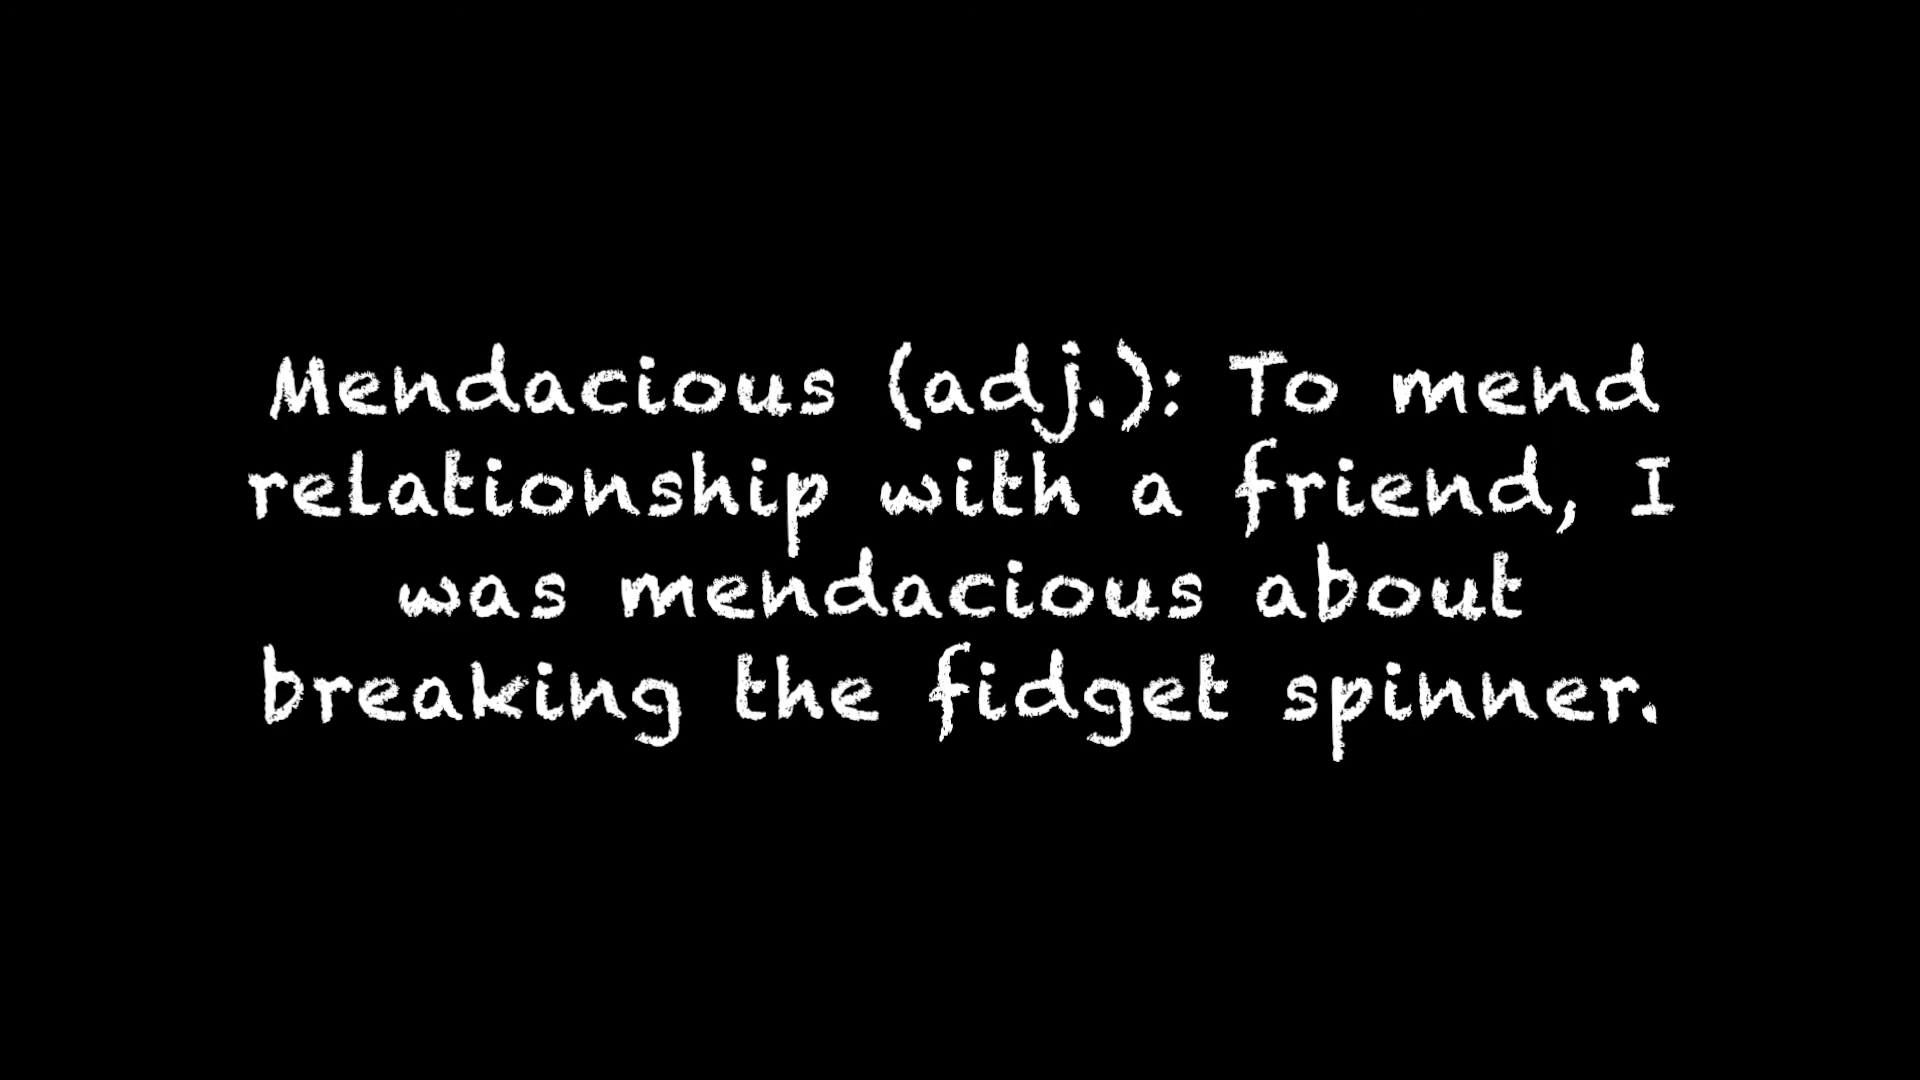 Mendacious (adj.): To mend
relationship with a friend, I
was mendacious about
breaking the fidget spinner.